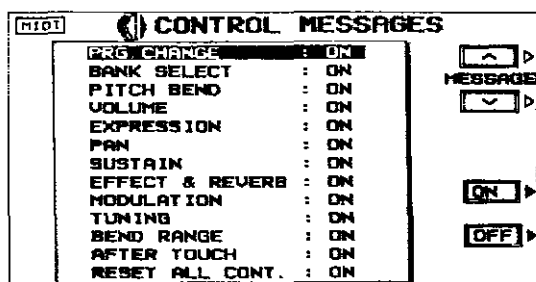 MIDI CONTROL MESSAGES
PRG CHANGE : ON
BANK SELECT : ON
PITCH BEND : ON
VOLUME : ON
EXPRESSION : ON
PAN : ON
SUSTAIN : ON
EFFECT & REVERB : ON
MODULATION : ON
TUNING : ON
BEND RANGE : ON
AFTER TOUCH : ON
RESET ALL CONT. : ON
MESSAGE
ON
OFF